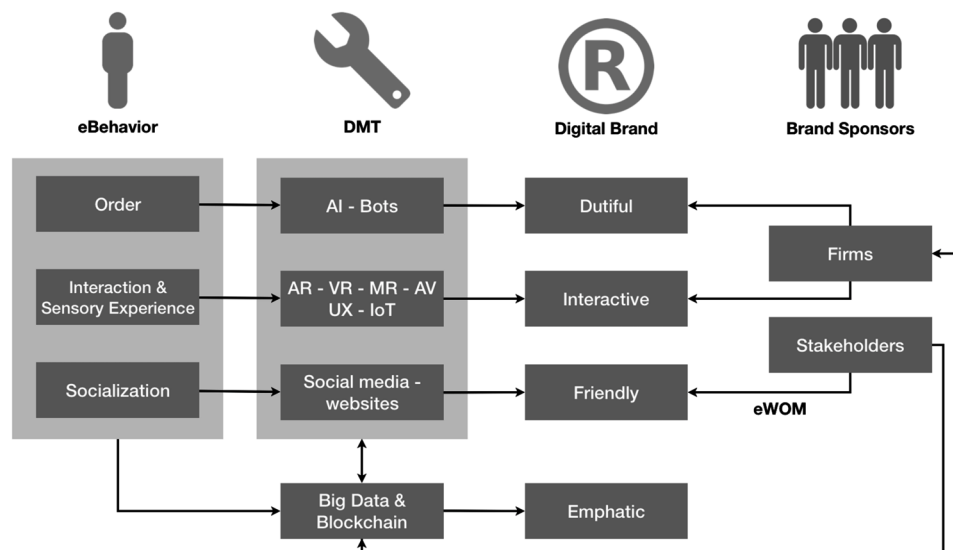 R
eBehavior
DMT
Digital Brand
Brand Sponsors
Order
AI - Bots
Dutiful
Firms
Interaction &
Sensory Experience
AR - VR - MR - AV
UX - IoT
Interactive
Stakeholders
Socialization
Social media -
websites
Friendly
eWOM
Big Data &
Blockchain
Emphatic